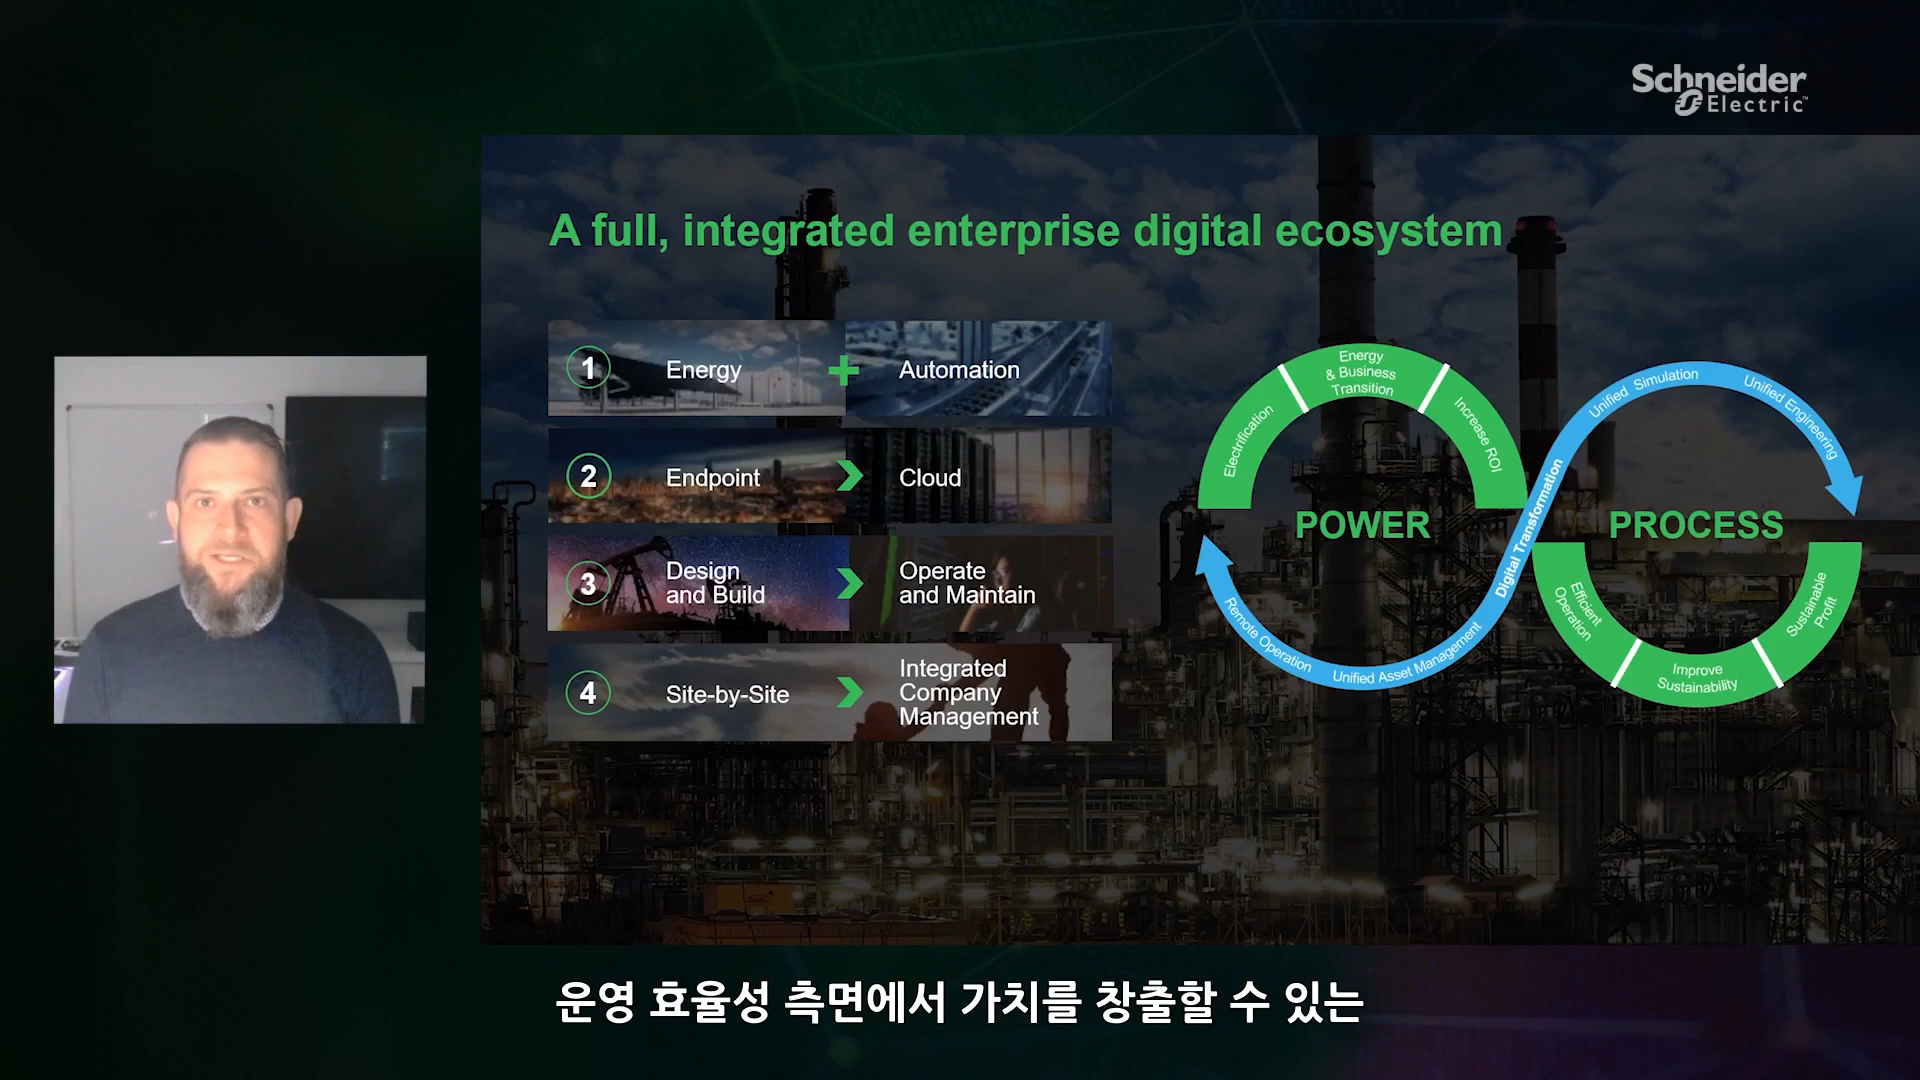 Schneider
Electric™
A full, integrated enterprise digital ecosystem
1 Energy + Automation
2 Endpoint Cloud
3 Design
and Build
Operate
and Maintain
4 Site-by-Site
Integrated
Company
Management
Electrification
Energy
& Business
Transition
Increase ROI
POWER
Remote Operation
Unified Asset Management
Digital Transformation
Unified Simulation
Unified Engineering
PROCESS
Efficient
Operation
Improve
Sustainability
Sustainable
Profit
운영 효율성 측면에서 가치를 창출할 수 있는